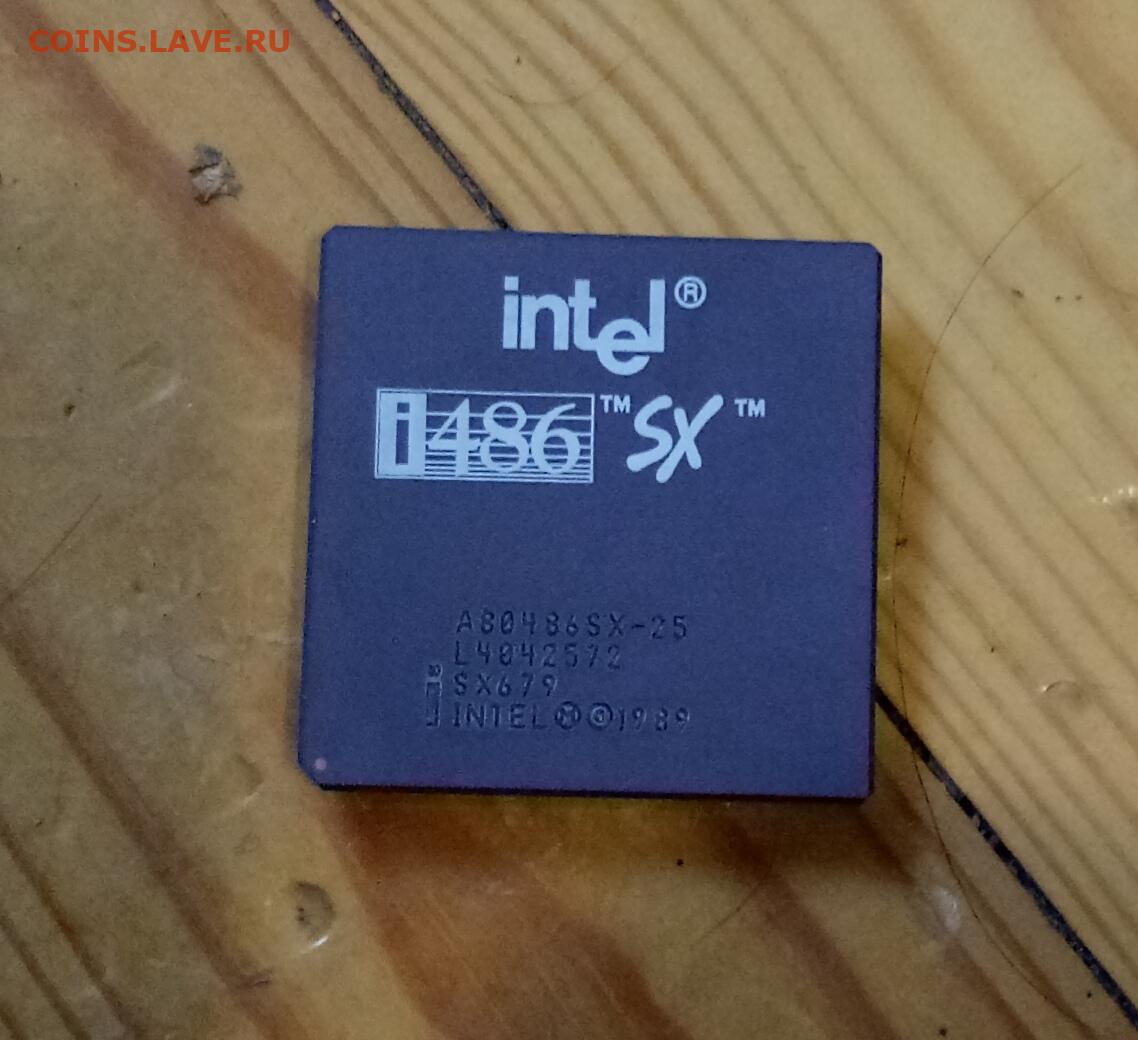 COINS.LAVE.RU
intel®
i486™ SX™
A80486SX-25
L4042572
SX679
INTEL Ⓜ © 1989